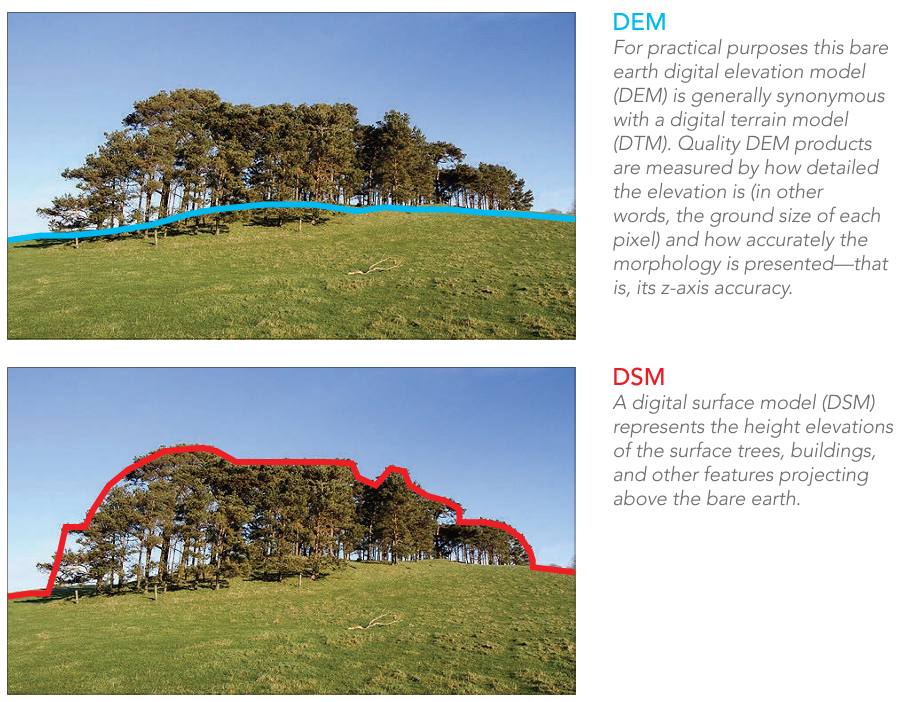 DEM
For practical purposes this bare
earth digital elevation model
(DEM) is generally synonymous
with a digital terrain model
(DTM). Quality DEM products
are measured by how detailed
the elevation is (in other
words, the ground size of each
pixel) and how accurately the
morphology is presented—that
is, its z-axis accuracy.
DSM
A digital surface model (DSM)
represents the height elevations
of the surface trees, buildings,
and other features projecting
above the bare earth.